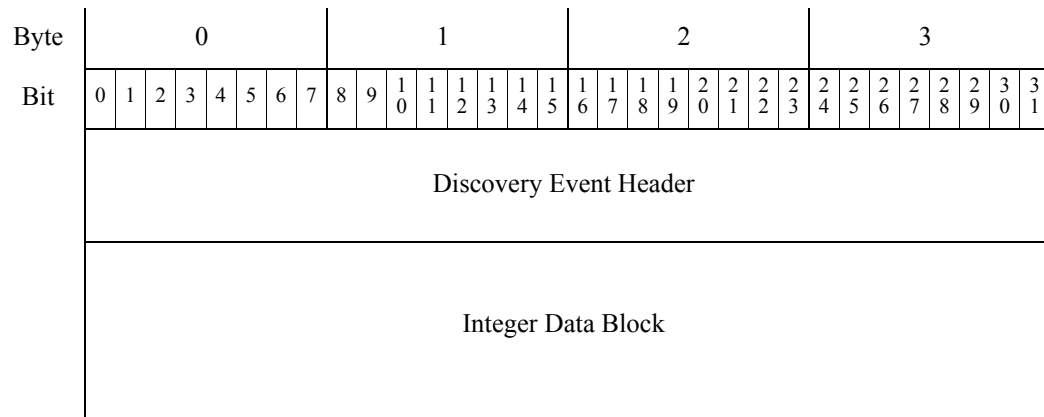 Byte 0 1 2 3
Bit 0 1 2 3 4 5 6 7 8 9 10 11 12 13 14 15 16 17 18 19 20 21 22 23 24 25 26 27 28 29 30 31
Discovery Event Header
Integer Data Block